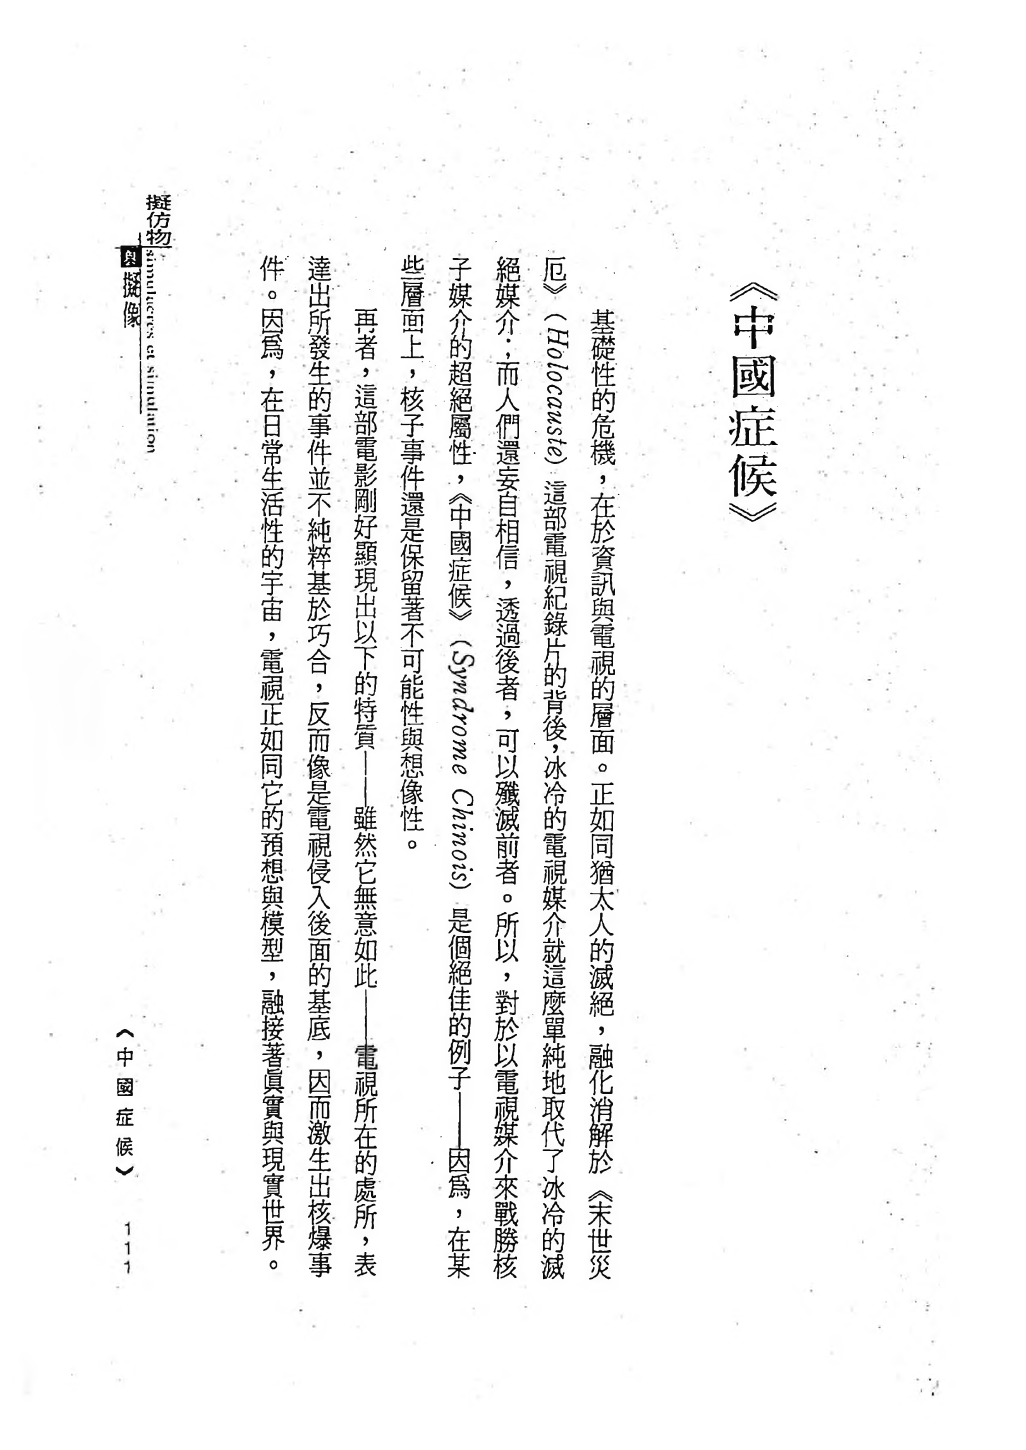 《中國症候》
基礎性的危機，在於資訊與電視的層面。正如同猶太人的滅絕，融化消解於《末世災
厄》（Holocauste）這部電視紀錄片的背後，冰冷的電視媒介就這麼單純地取代了冰冷的滅
絕媒介；而人們還妄自相信，透過後者，可以殲滅前者。所以，對於以電視媒介來戰勝核
子媒介的超絕屬性，《中國症候》（Syndrome Chinois）是個絕佳的例子——因爲，在某
些層面上，核子事件還是保留著不可能性與想像性。
再者，這部電影剛好顯現出以下的特質——雖然它無意如此——電視所在的處所，表
達出所發生的事件並不純粹基於巧合，反而像是電視侵入後面的基底，因而激生出核爆事
件。因爲，在日常生活性的宇宙，電視正如同它的預想與模型，融接著眞實與現實世界。
擬仿物
simulacres et simulation
與擬像
《中國症候》 111